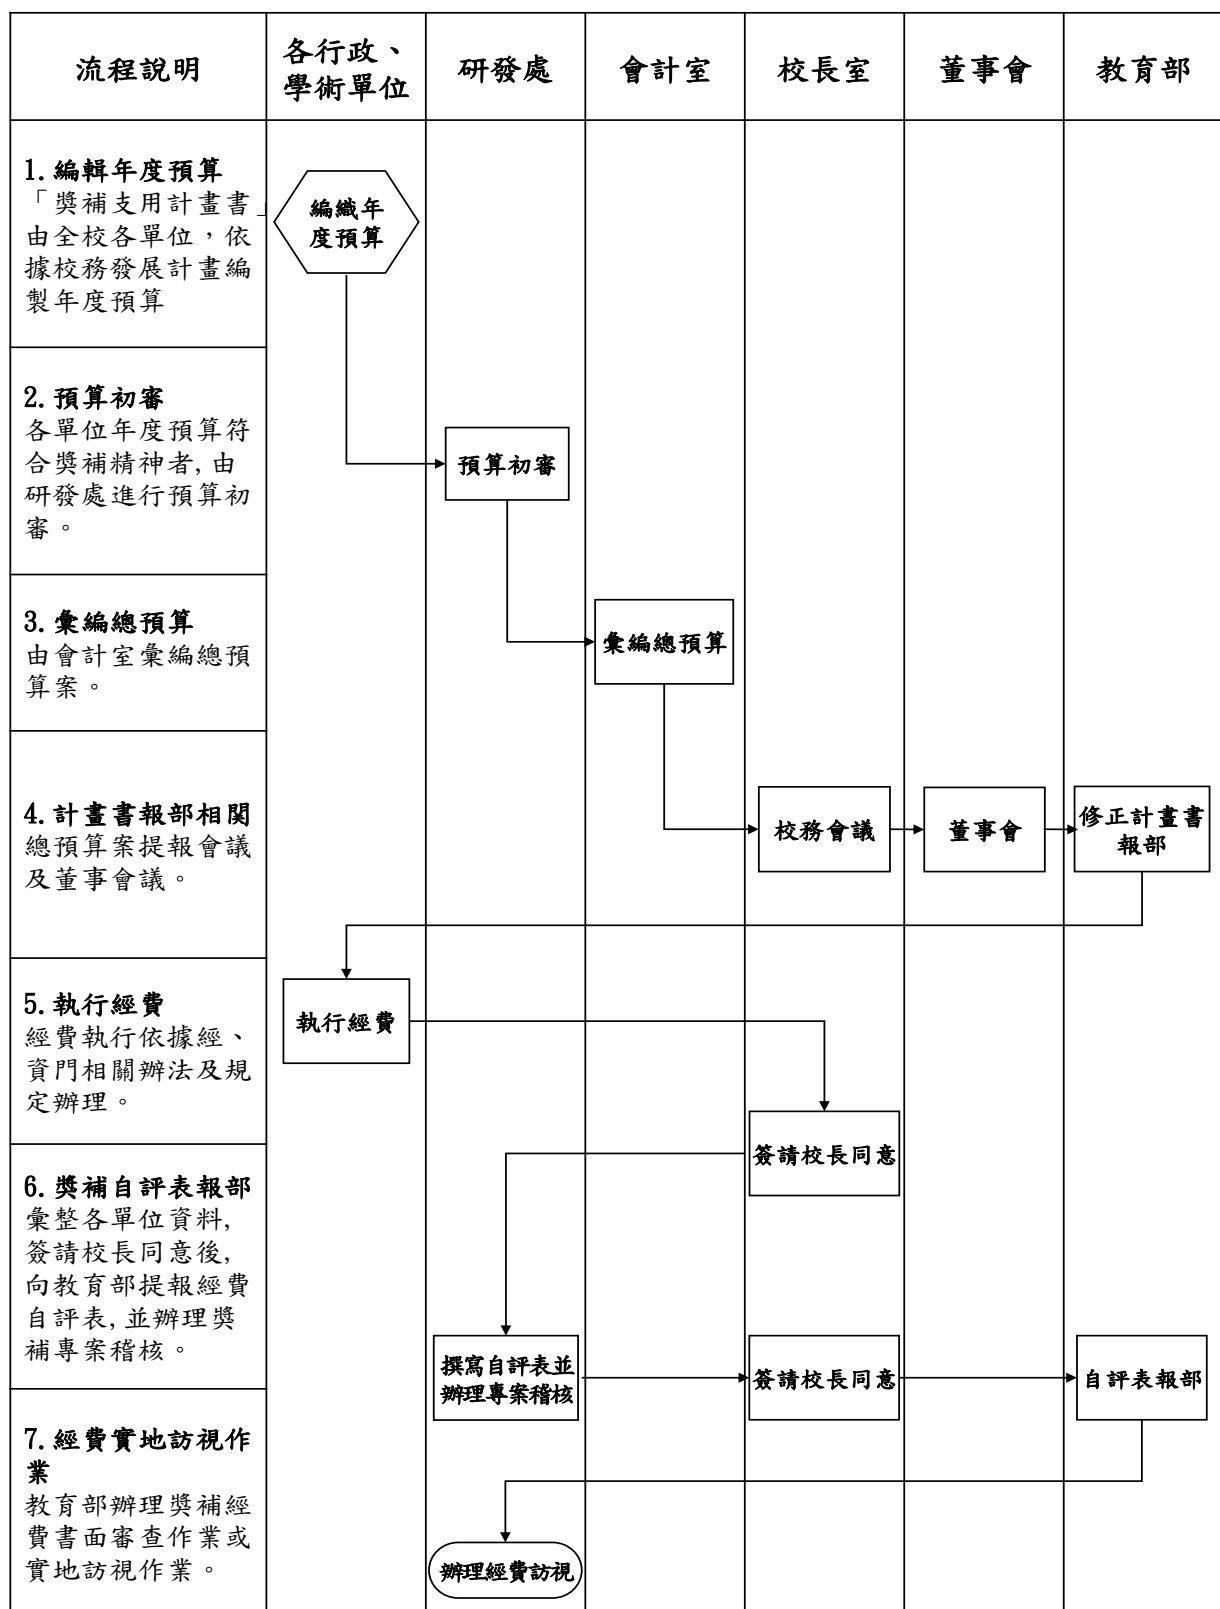 流程說明
各行政、
學術單位
研發處
會計室
校長室
董事會
教育部
1.編輯年度預算
「獎補支用計畫書」
由全校各單位，依
據校務發展計畫編
製年度預算
編織年
度預算
2.預算初審
各單位年度預算符
合獎補精神者,由
研發處進行預算初
審。
預算初審
3.彙編總預算
由會計室彙編總預
算案。
彙編總預算
4.計畫書報部相関
總預算案提報會議
及董事會議。
校務會議
董事會
修正計畫書
報部
5.執行經費
經費執行依據經、
資門相關辦法及規
定辦理。
執行經費
簽請校長同意
6.獎補自評表報部
彙整各單位資料,
簽請校長同意後,
向教育部提報經費
自評表,並辦理獎
補專案稽核。
撰寫自評表並
辦理專案稽核
簽請校長同意
自評表報部
7.經費實地訪視作
業
教育部辦理獎補經
費書面審查作業或
實地訪視作業。
辦理經費訪視